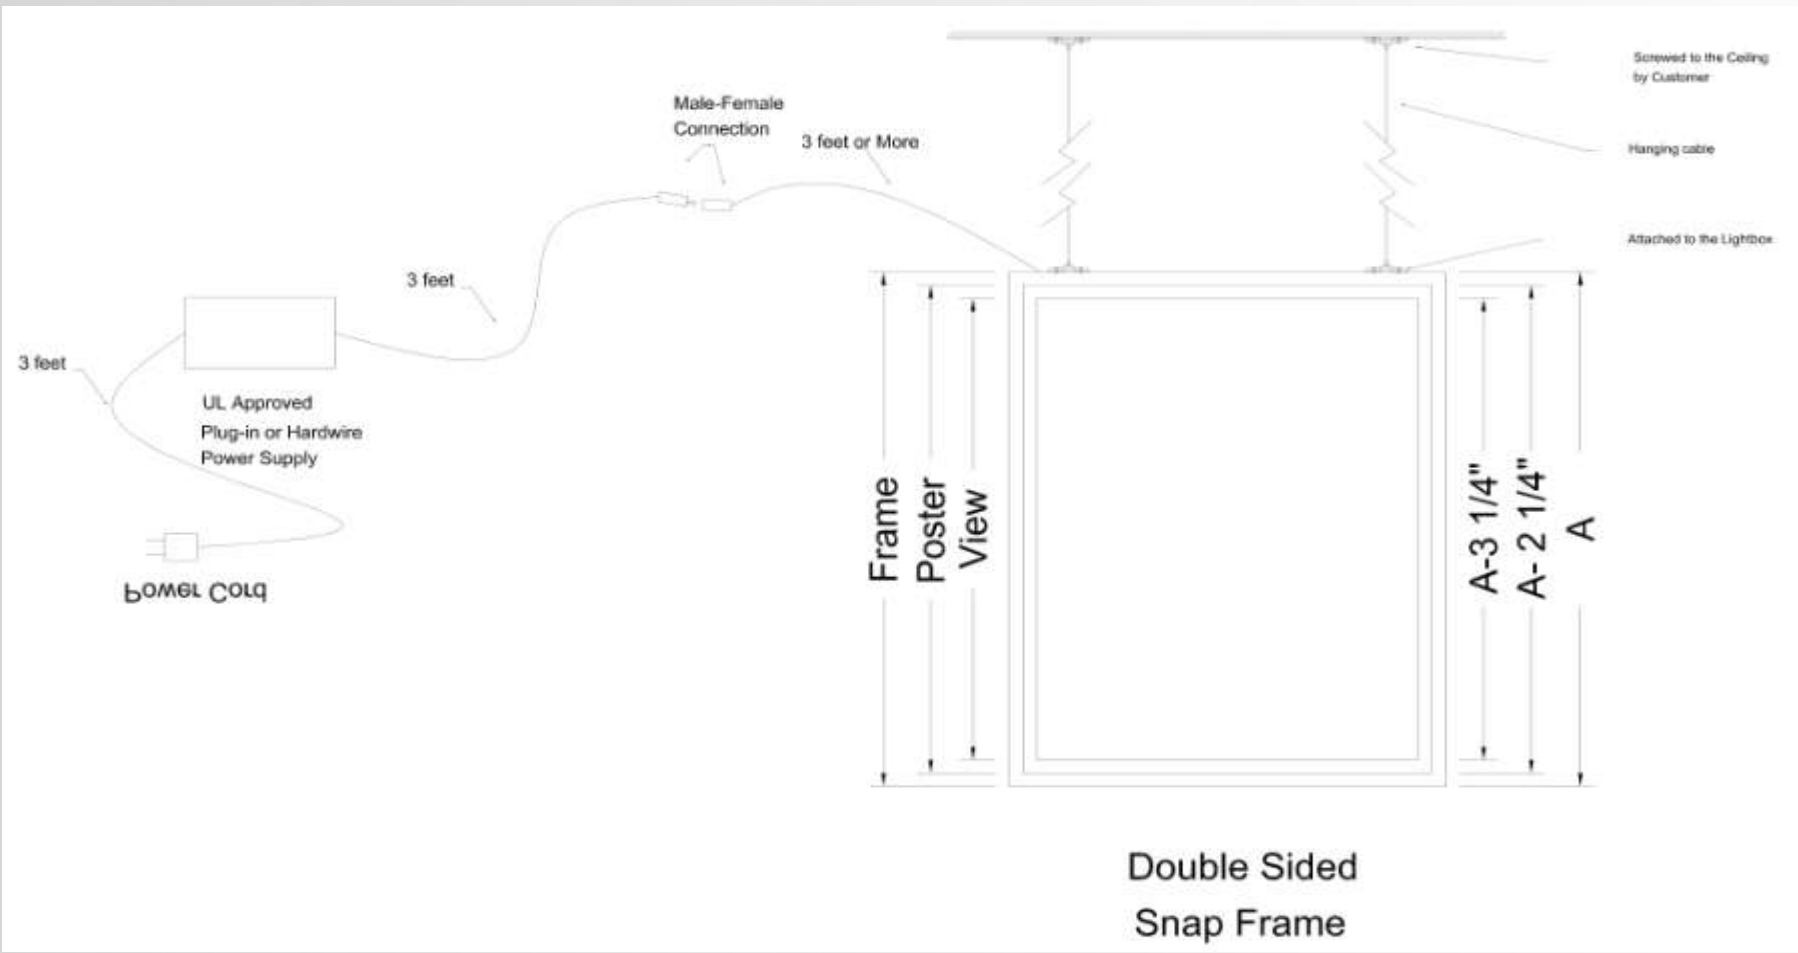 Screwed to the Ceiling
by Customer
Male-Female
Connection
3 feet or More
Hanging cable
Attached to the Lightbox
3 feet
3 feet
UL Approved
Plug-in or Hardwire
Power Supply
Power Cord
Frame
Poster
View
A-3 1/4"
A- 2 1/4"
A
Double Sided
Snap Frame